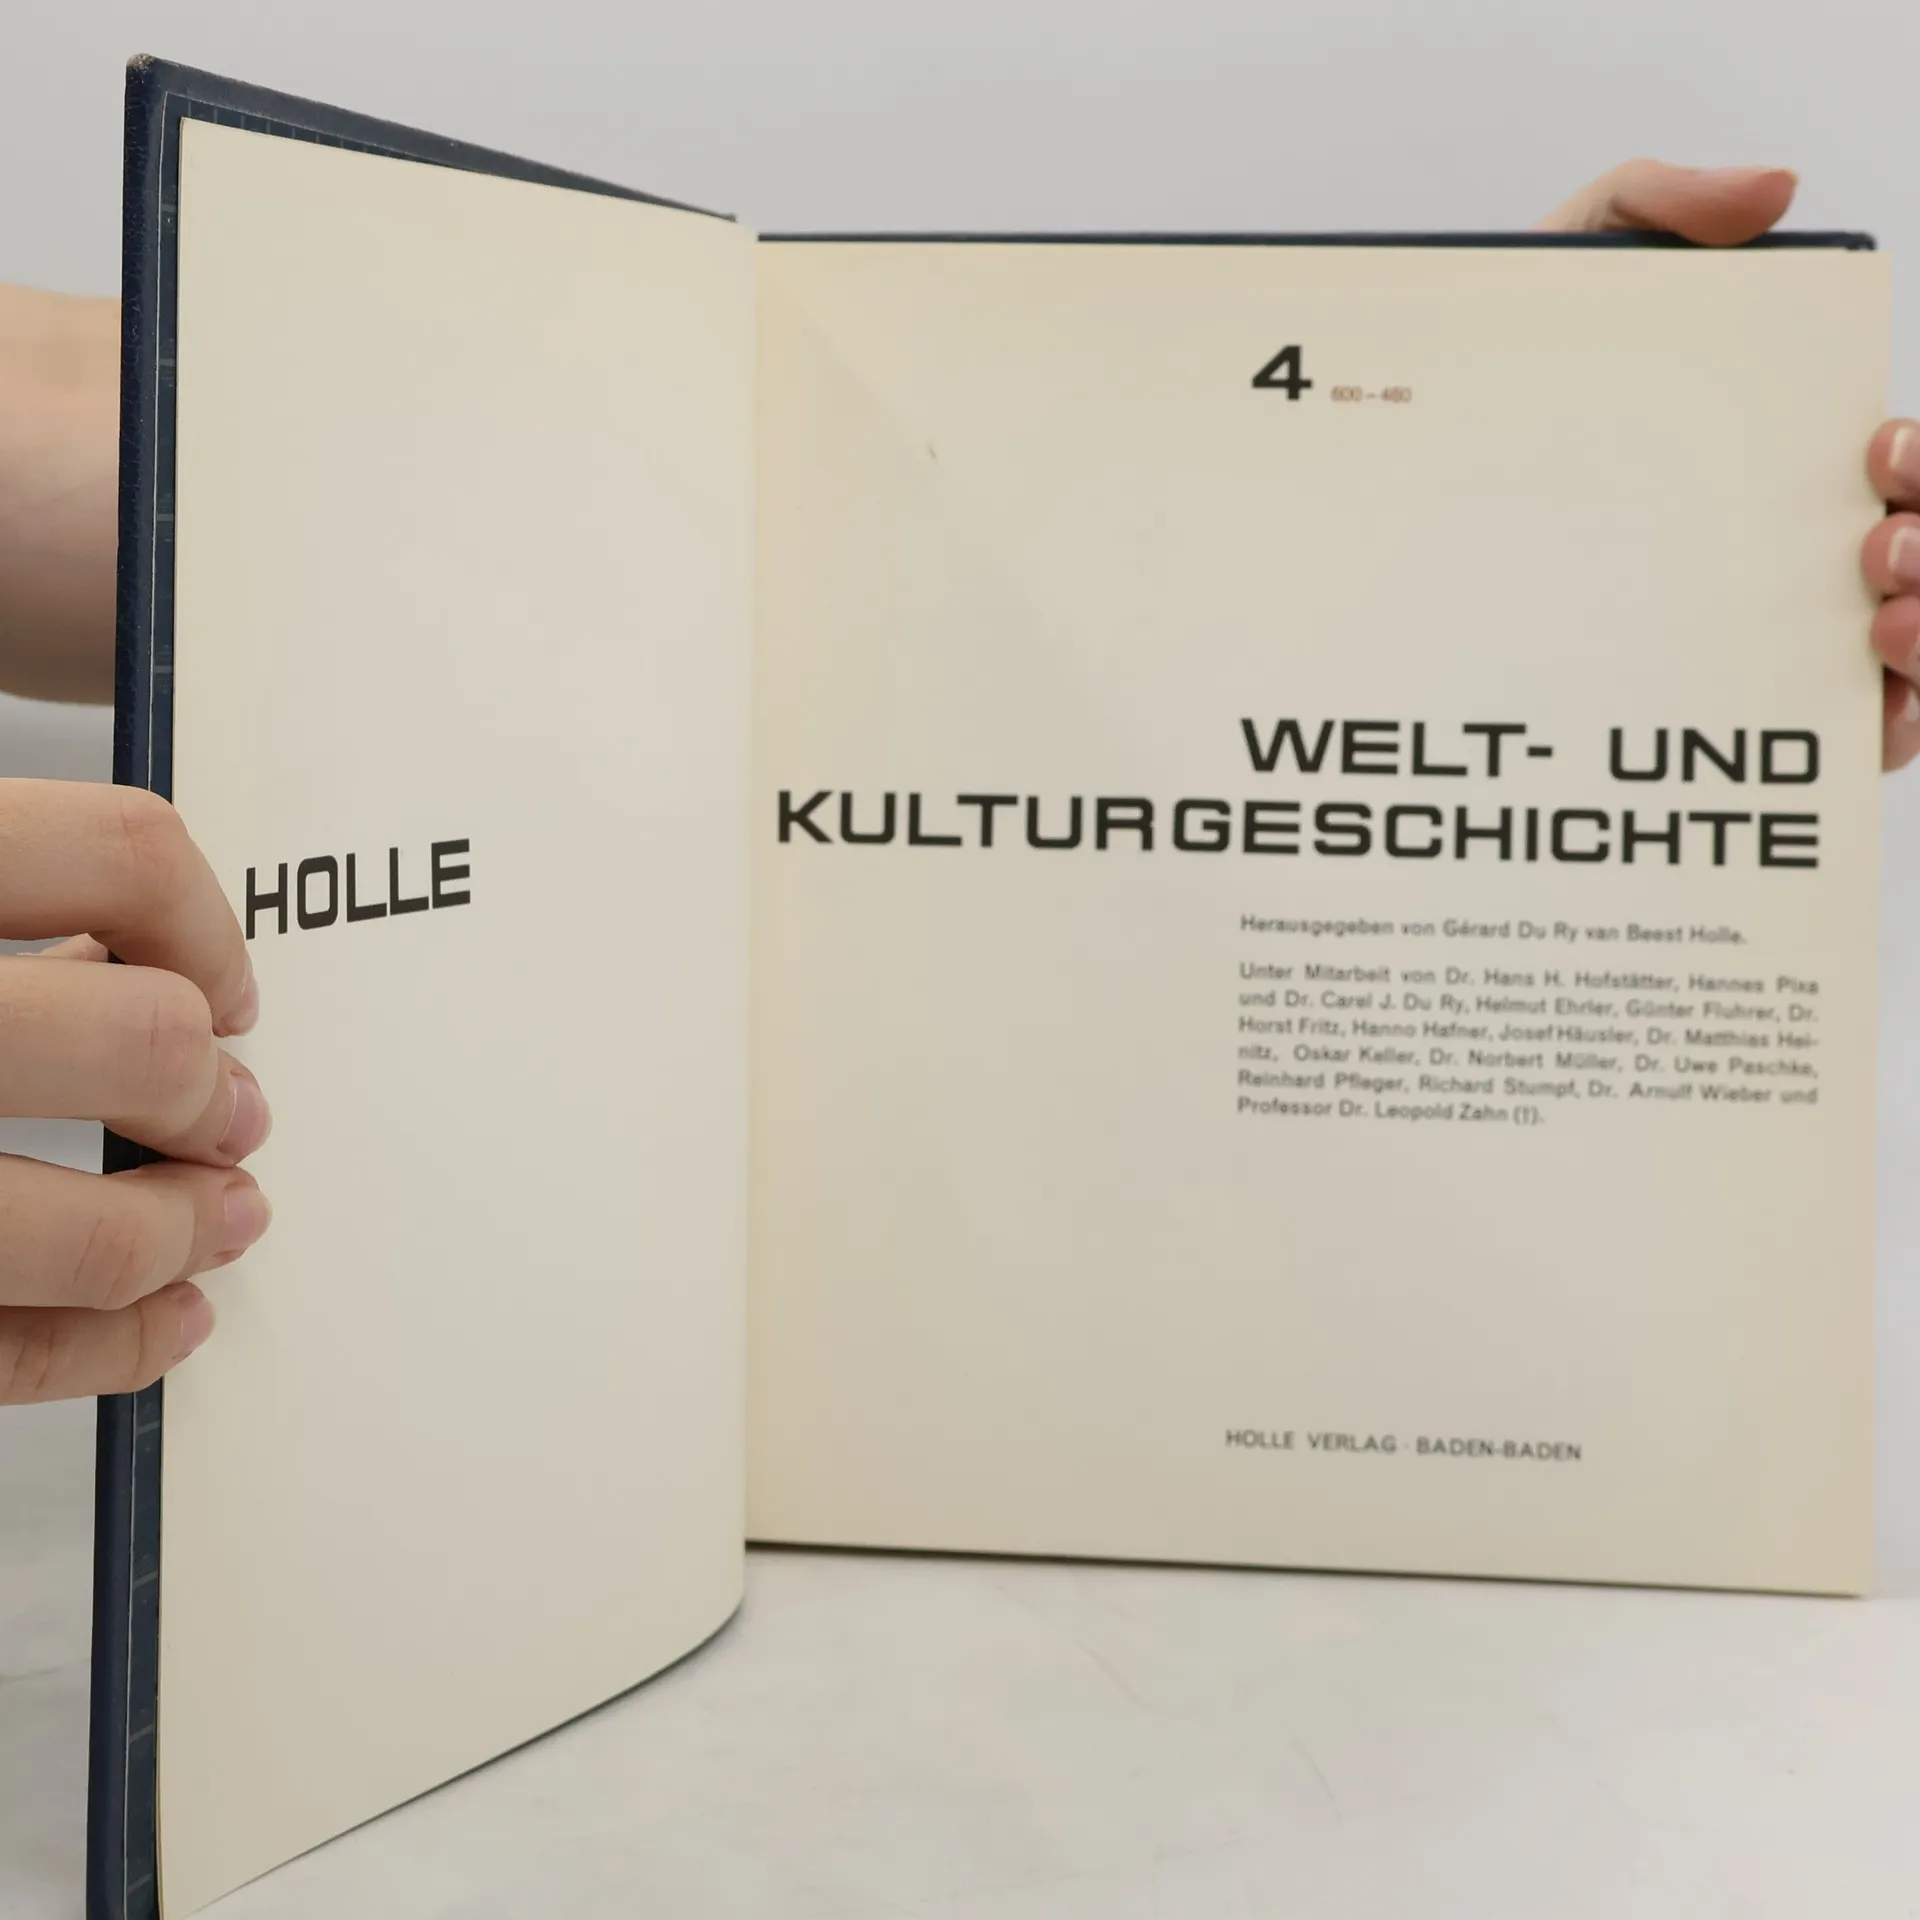 HOLLE
4 600–480
WELT- UND
KULTURGESCHICHTE
Herausgegeben von Gérard Du Ry van Beest Holle.
Unter Mitarbeit von Dr. Hans H. Hofstätter, Hannes Pixa
und Dr. Carel J. Du Ry, Helmut Ehrler, Günter Fluhrer, Dr.
Horst Fritz, Hanno Hafner, Josef Häusler, Dr. Matthias Hei-
nitz, Oskar Keller, Dr. Norbert Müller, Dr. Uwe Paschke,
Reinhard Pfleger, Richard Stumpf, Dr. Arnulf Wieber und
Professor Dr. Leopold Zahn (†).
HOLLE VERLAG · BADEN-BADEN